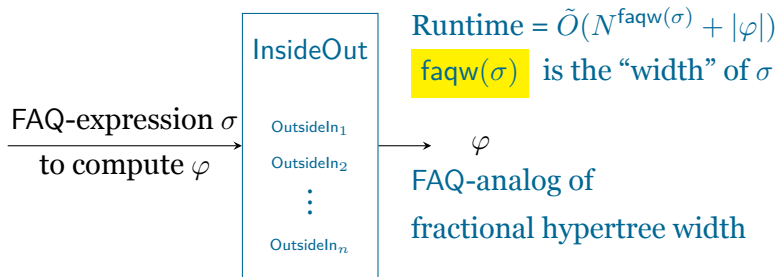 Runtime = Õ(N^faqw(σ) + |φ|)
InsideOut
faqw(σ) is the “width” of σ
FAQ-expression σ
to compute φ
OutsideIn₁
OutsideIn₂
⋮
OutsideInₙ
φ
FAQ-analog of
fractional hypertree width